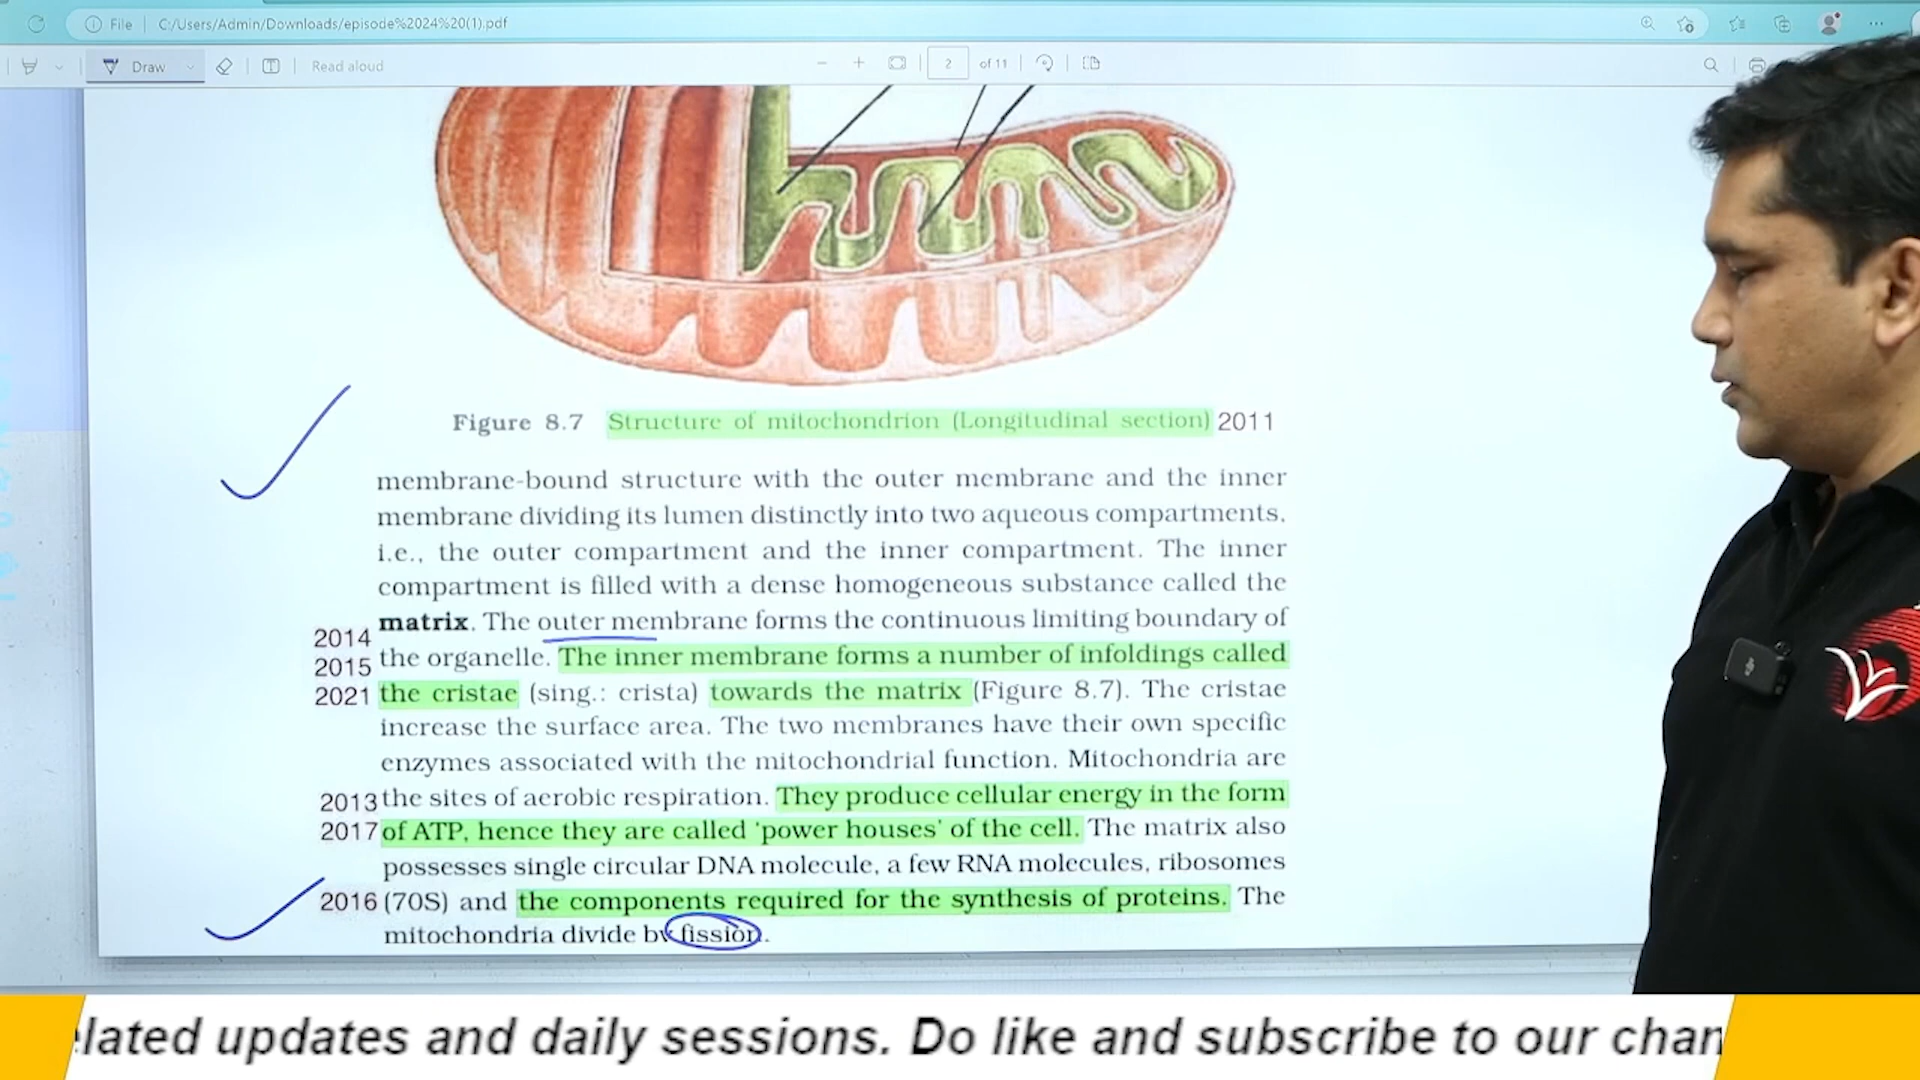 File C:/Users/Admin/Downloads/episode%2024%20(1).pdf
Draw Read aloud 2 of 11
Figure 8.7 Structure of mitochondrion (Longitudinal section) 2011
membrane-bound structure with the outer membrane and the inner
membrane dividing its lumen distinctly into two aqueous compartments,
i.e., the outer compartment and the inner compartment. The inner
compartment is filled with a dense homogeneous substance called the
matrix. The outer membrane forms the continuous limiting boundary of
2014
the organelle. The inner membrane forms a number of infoldings called
2015
2021 the cristae (sing.: crista) towards the matrix (Figure 8.7). The cristae
increase the surface area. The two membranes have their own specific
enzymes associated with the mitochondrial function. Mitochondria are
2013 the sites of aerobic respiration. They produce cellular energy in the form
2017 of ATP, hence they are called 'power houses' of the cell. The matrix also
possesses single circular DNA molecule, a few RNA molecules, ribosomes
2016 (70S) and the components required for the synthesis of proteins. The
mitochondria divide by fission.
elated updates and daily sessions. Do like and subscribe to our chan